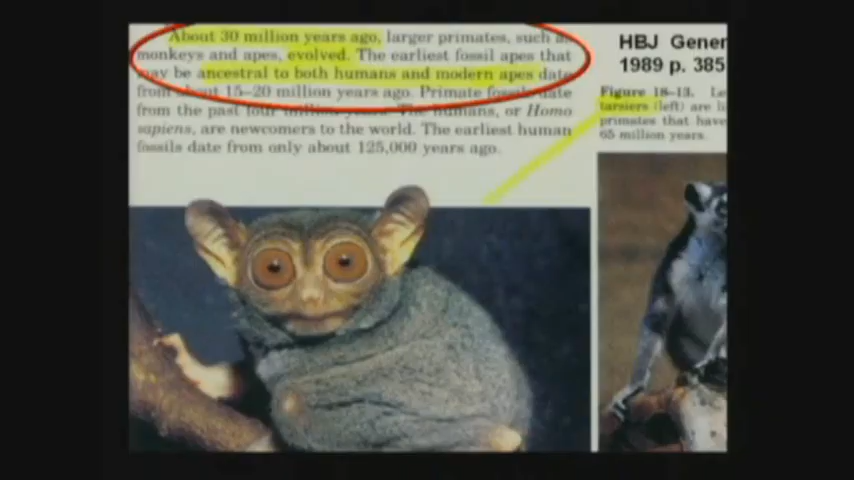 About 30 million years ago, larger primates, such as
monkeys and apes, evolved. The earliest fossil apes that
may be ancestral to both humans and modern apes date
from about 15–20 million years ago. Primate fossils date
from the past four million years. The humans, or Homo
sapiens, are newcomers to the world. The earliest human
fossils date from only about 125,000 years ago.
HBJ Gener
1989 p. 385
Figure 18–13. Le
tarsiers (left) are li
primates that have
65 million years.